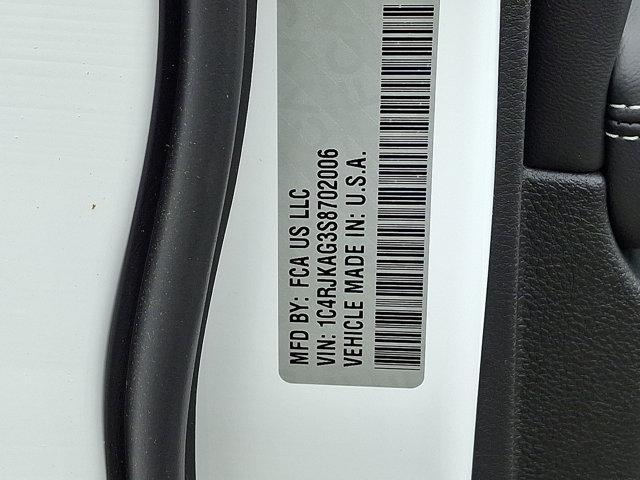 MFD BY: FCA US LLC
VIN: 1C4RJKAG3S8702006
VEHICLE MADE IN: U.S.A.